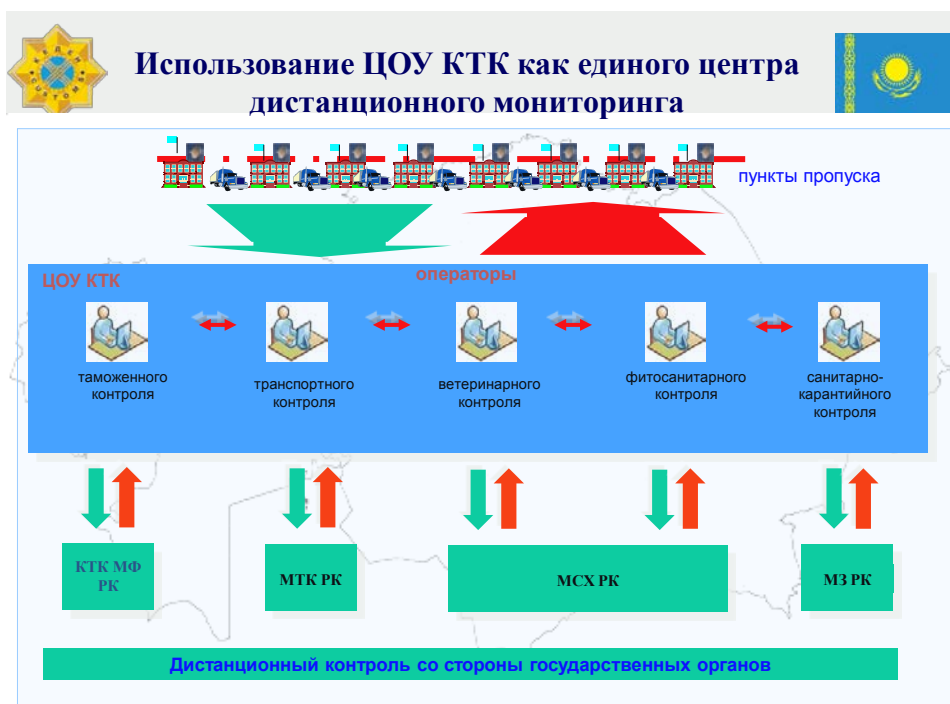 Использование ЦОУ КТК как единого центра
дистанционного мониторинга
пункты пропуска
ЦОУ КТК
операторы
таможенного
контроля
транспортного
контроля
ветеринарного
контроля
фитосанитарного
контроля
санитарно-
карантийного
контроля
КТК МФ
РК
МТК РК
МСХ РК
МЗ РК
Дистанционный контроль со стороны государственных органов